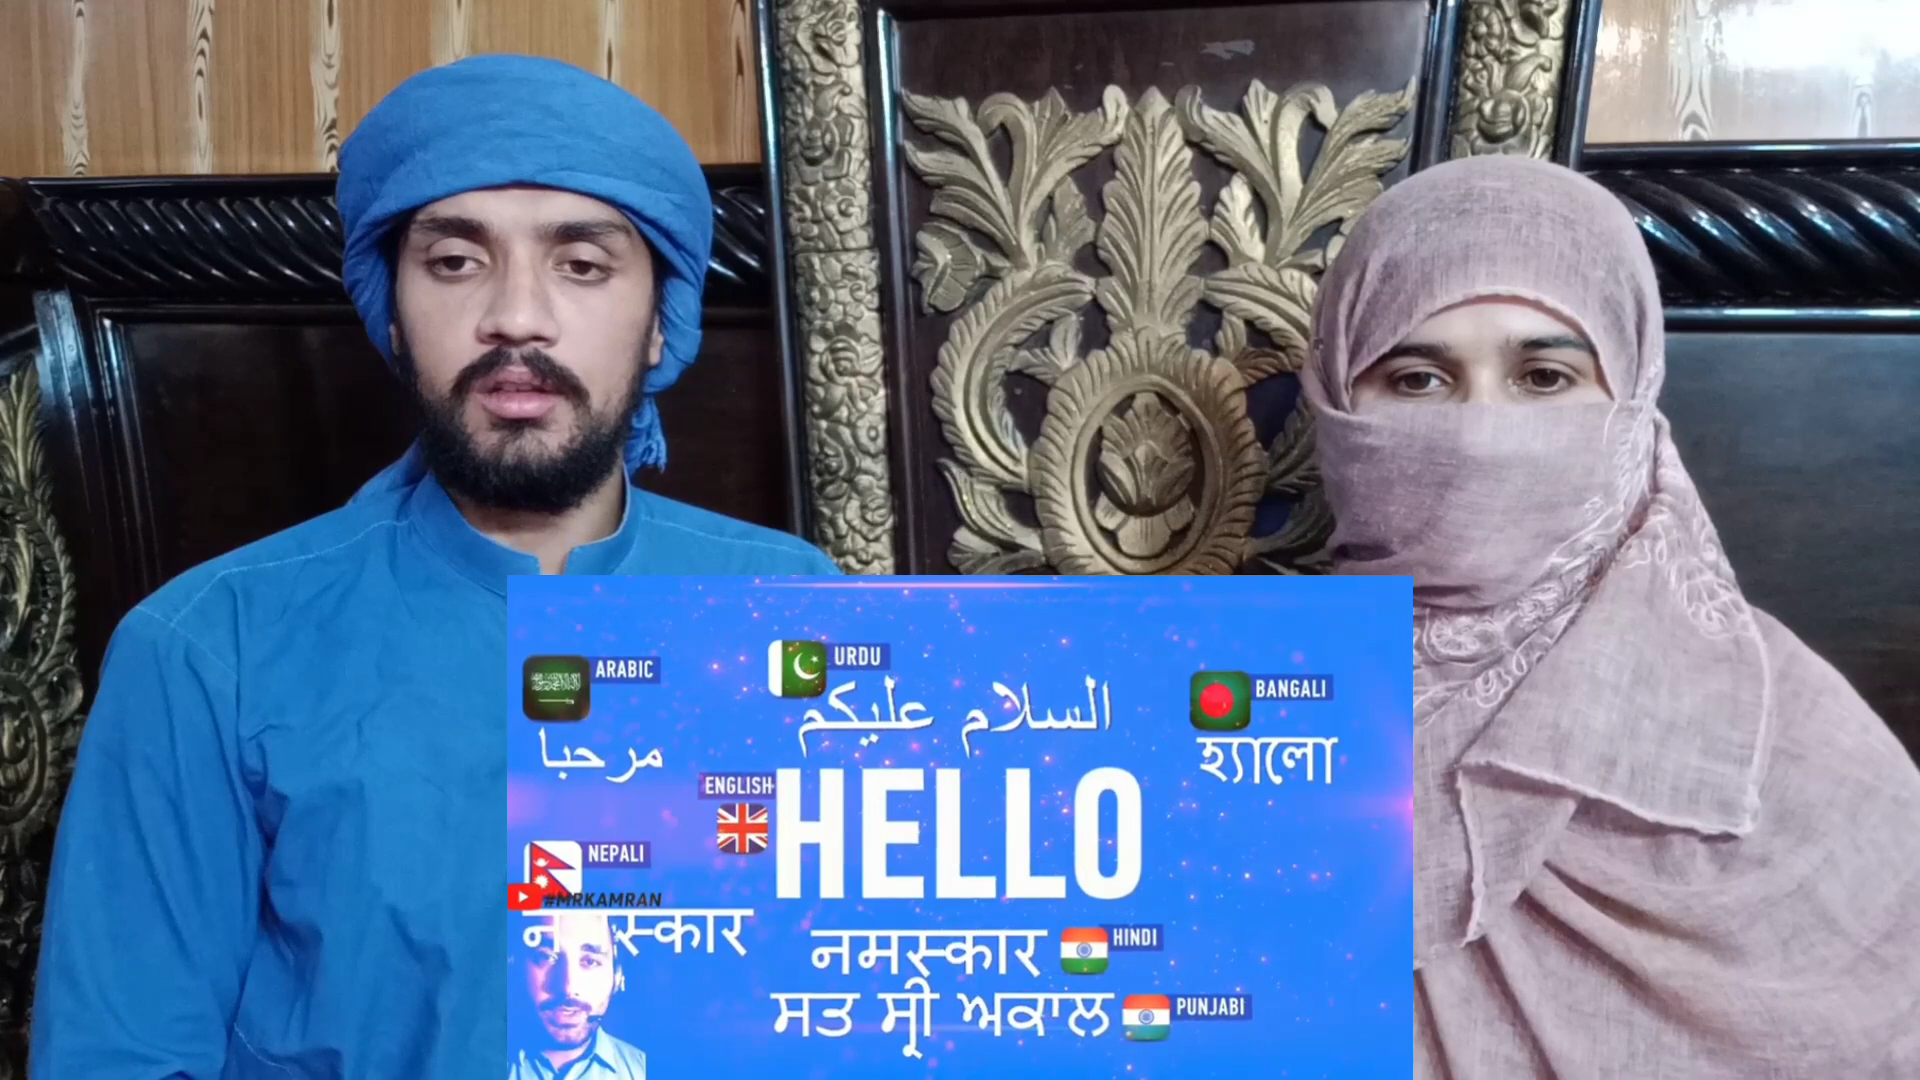 URDU
ARABIC
السلام عليكم
BANGALI
مرحبا
হ্যালো
ENGLISH
HELLO
NEPALI
#MRKAMRAN
नमस्कार
HINDI
ਸਤ ਸ੍ਰੀ ਅਕਾਲ
PUNJABI